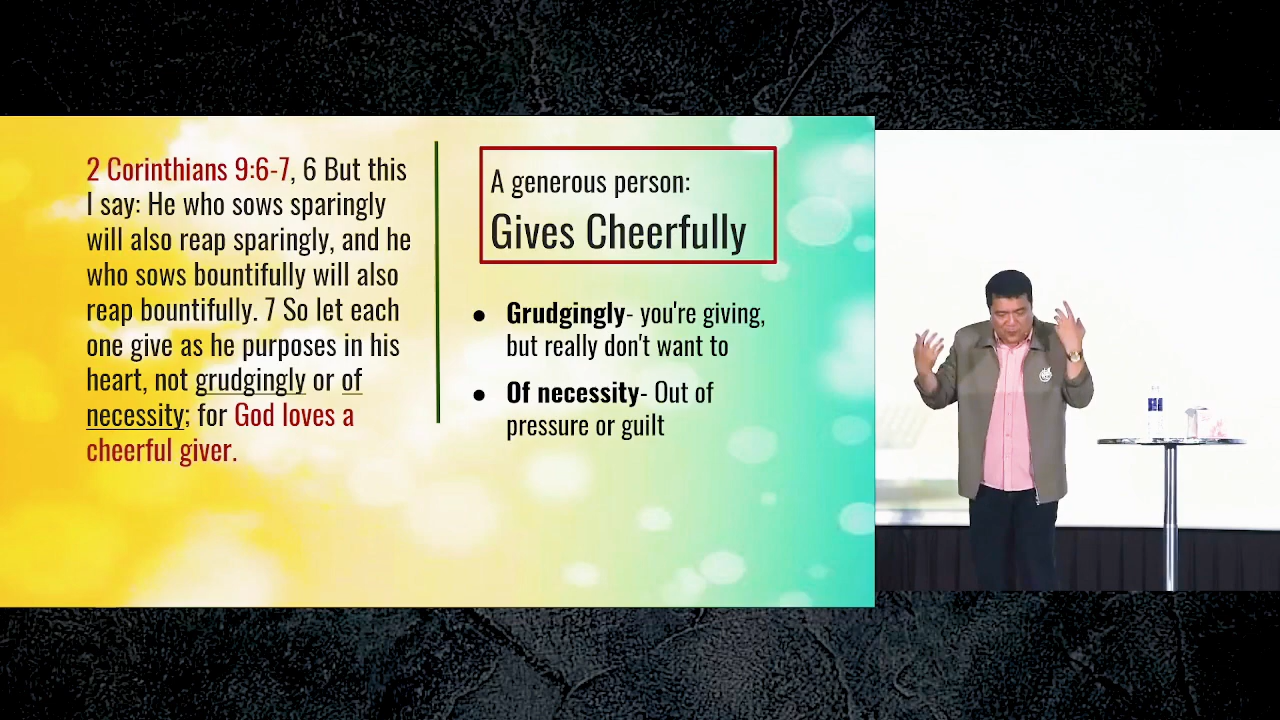 2 Corinthians 9:6-7, 6 But this
I say: He who sows sparingly
will also reap sparingly, and he
who sows bountifully will also
reap bountifully. 7 So let each
one give as he purposes in his
heart, not grudgingly or of
necessity; for God loves a
cheerful giver.
A generous person:
Gives Cheerfully
● Grudgingly- you're giving,
but really don't want to
● Of necessity- Out of
pressure or guilt